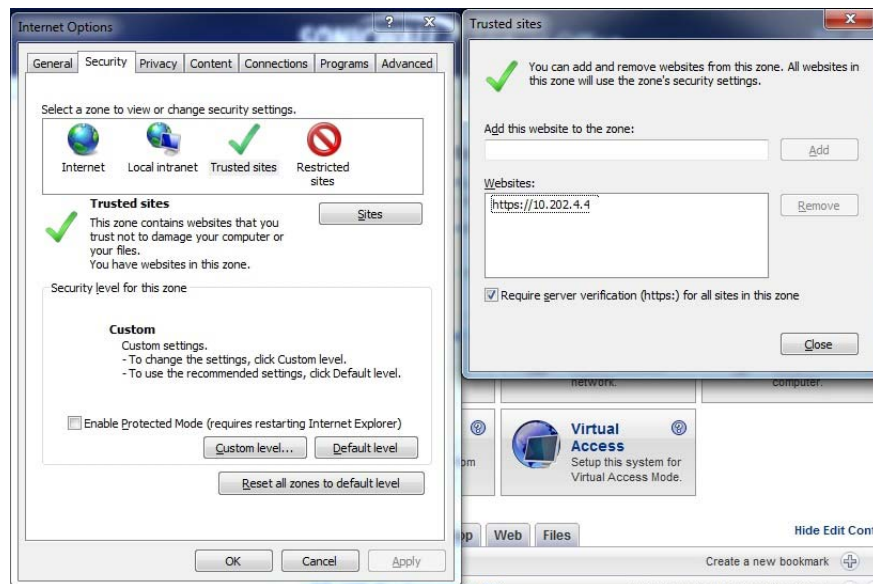 Internet Options
General
Security
Privacy
Content
Connections
Programs
Advanced
Select a zone to view or change security settings.
Internet
Local intranet
Trusted sites
Restricted
sites
Trusted sites
Sites
This zone contains websites that you
trust not to damage your computer or
your files.
You have websites in this zone.
Security level for this zone
Custom
Custom settings.
- To change the settings, click Custom level.
- To use the recommended settings, click Default level.
Enable Protected Mode (requires restarting Internet Explorer)
Custom level...
Default level
Reset all zones to default level
OK
Cancel
Apply
Trusted sites
You can add and remove websites from this zone. All websites in
this zone will use the zone's security settings.
Add this website to the zone:
Add
Websites:
https://10.202.4.4
Remove
Require server verification (https:) for all sites in this zone
Close
network.
computer.
Virtual
Access
Setup this system for
Virtual Access Mode.
Web
Files
Hide Edit Cont
Create a new bookmark